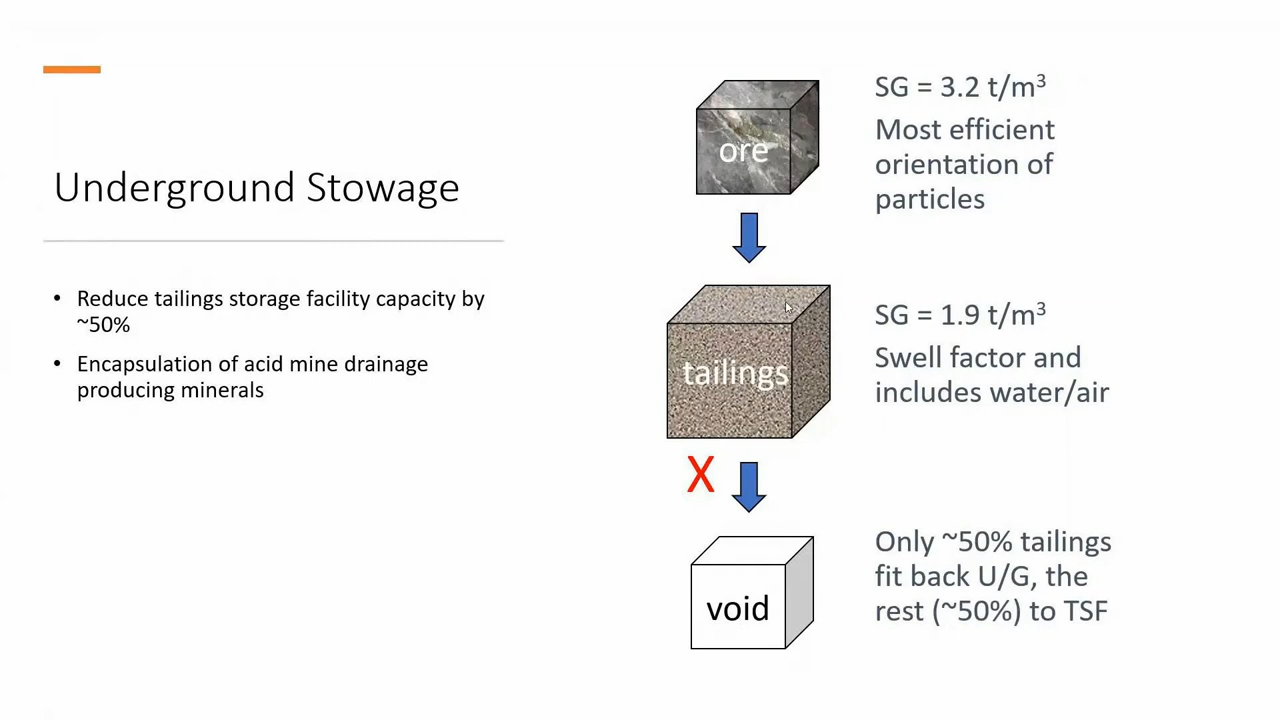 Underground Stowage
• Reduce tailings storage facility capacity by
~50%
• Encapsulation of acid mine drainage
producing minerals
ore
SG = 3.2 t/m³
Most efficient
orientation of
particles
tailings
SG = 1.9 t/m³
Swell factor and
includes water/air
X
void
Only ~50% tailings
fit back U/G, the
rest (~50%) to TSF